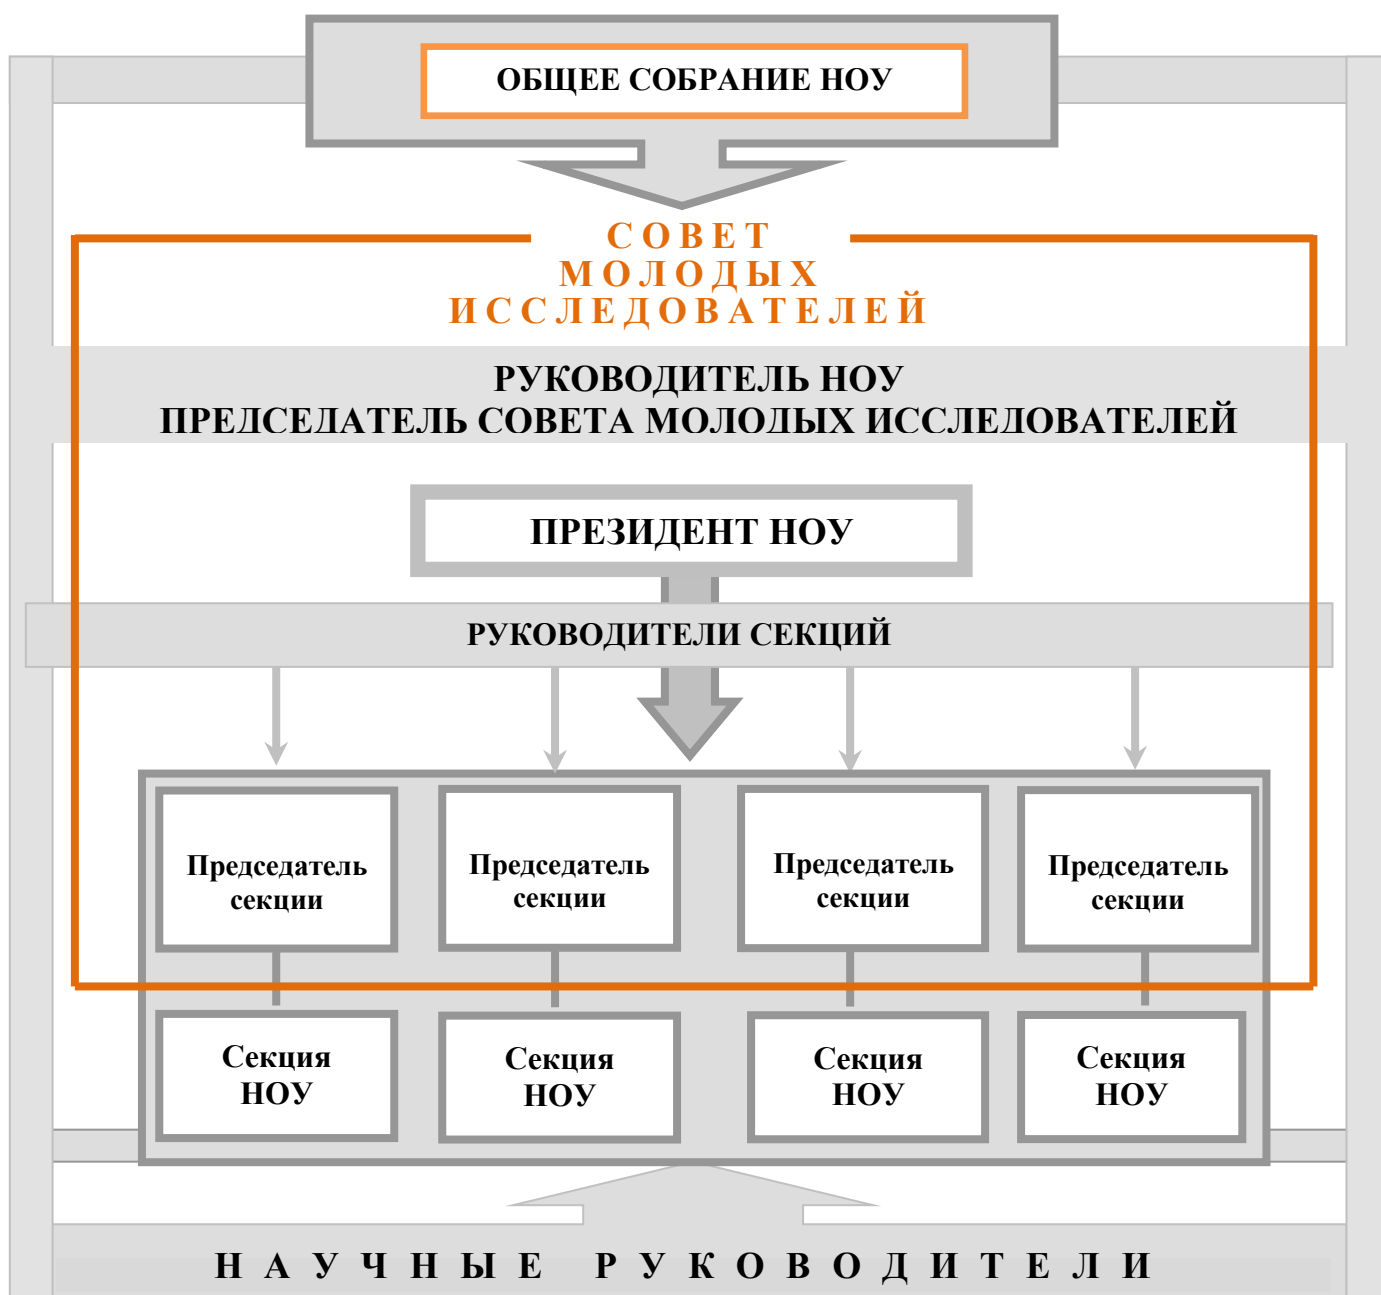 ОБЩЕЕ СОБРАНИЕ НОУ
СОВЕТ
МОЛОДЫХ
ИССЛЕДОВАТЕЛЕЙ
РУКОВОДИТЕЛЬ НОУ
ПРЕДСЕДАТЕЛЬ СОВЕТА МОЛОДЫХ ИССЛЕДОВАТЕЛЕЙ
ПРЕЗИДЕНТ НОУ
РУКОВОДИТЕЛИ СЕКЦИЙ
Председатель
секции
Председатель
секции
Председатель
секции
Председатель
секции
Секция
НОУ
Секция
НОУ
Секция
НОУ
Секция
НОУ
НАУЧНЫЕ РУКОВОДИТЕЛИ